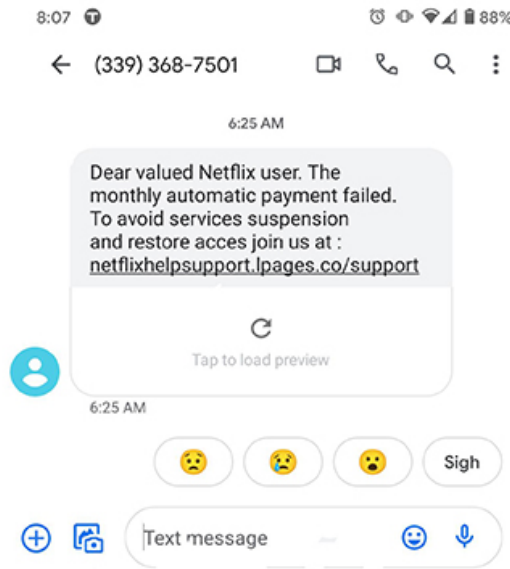 8:07 88%
(339) 368-7501
6:25 AM
Dear valued Netflix user. The
monthly automatic payment failed.
To avoid services suspension
and restore acces join us at :
netflixhelpsupport.lpages.co/support
Tap to load preview
6:25 AM
Sigh
Text message